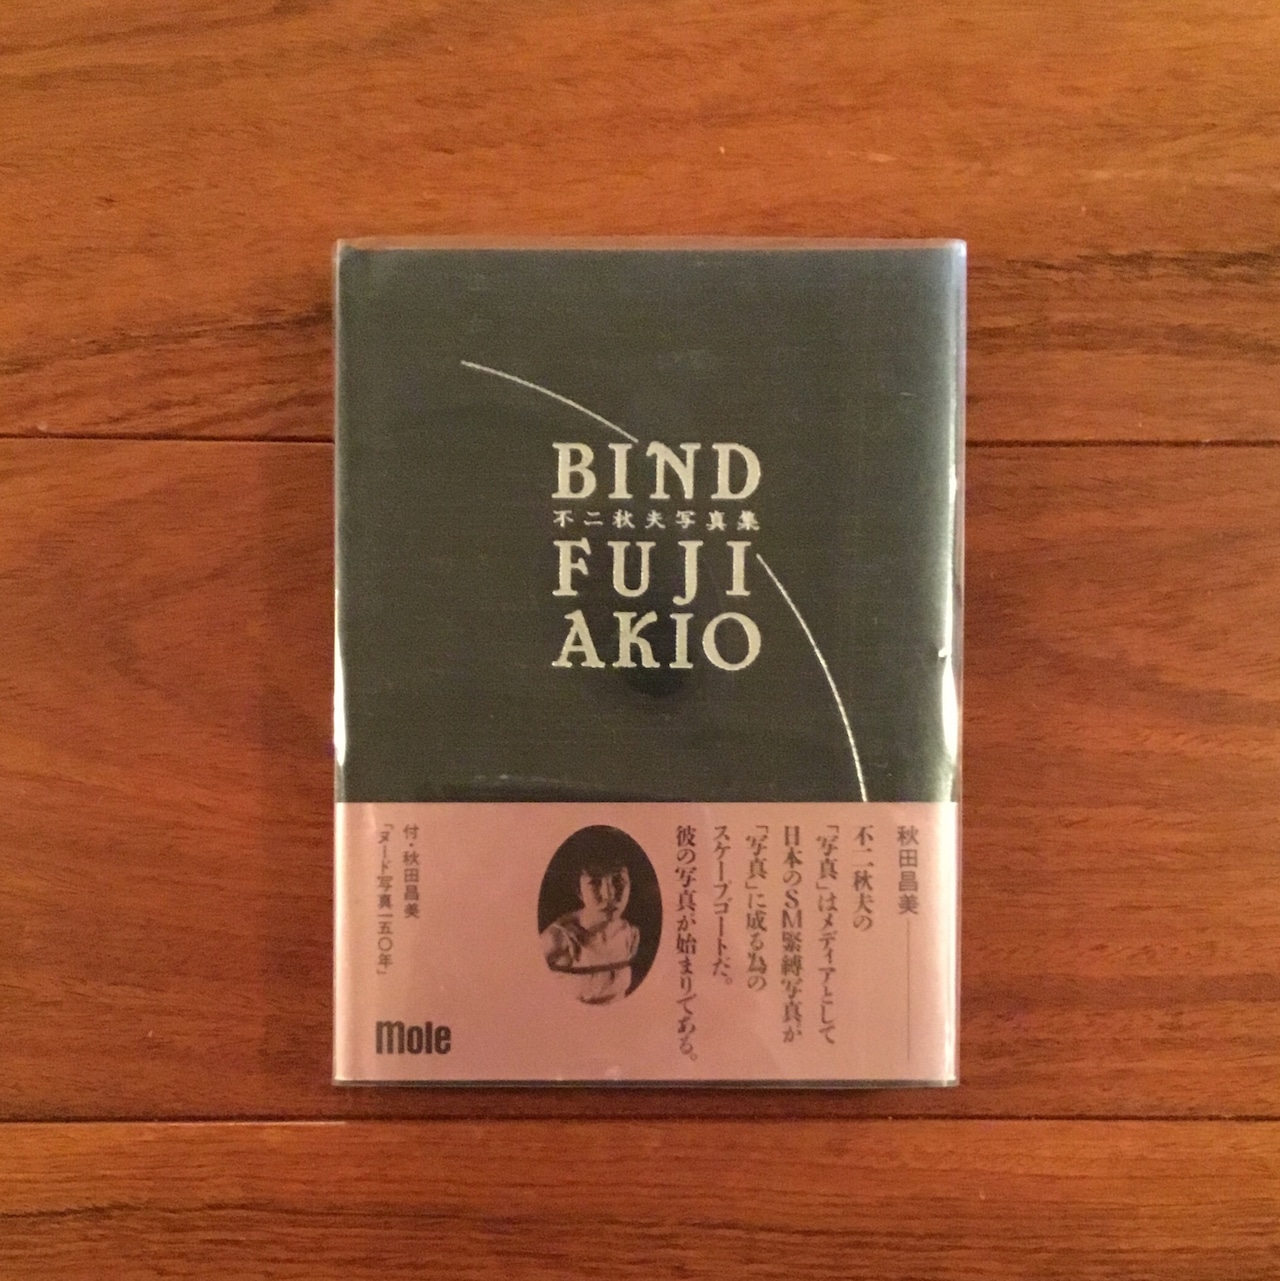 BIND
不二秋夫写真集
FUJI
AKIO
秋田昌美
不二秋夫の
「写真」はメディアとして
日本のSM緊縛写真が
「写真」に成る為の
スケープゴートだ。
彼の写真が始まりである。
付・秋田昌美
「ヌード写真一五〇年」
mole